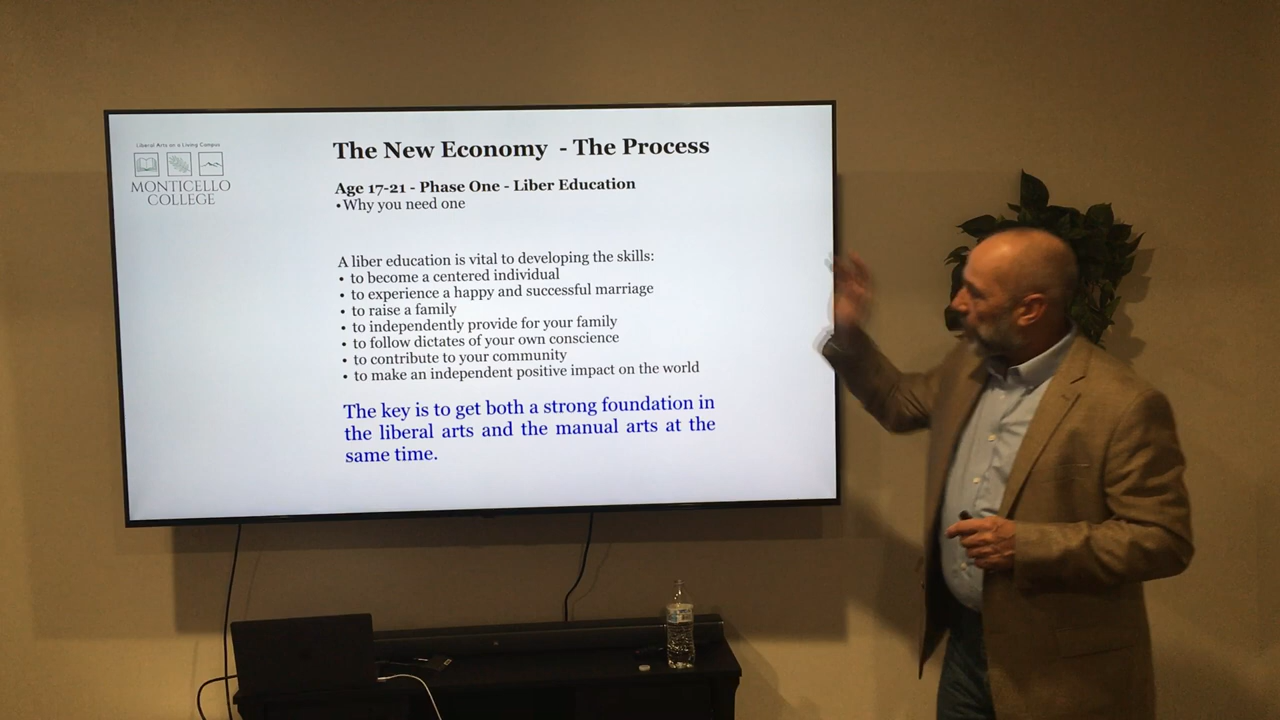 Liberal Arts on a Living Campus
MONTICELLO
COLLEGE
The New Economy - The Process
Age 17-21 - Phase One - Liber Education
• Why you need one
A liber education is vital to developing the skills:
• to become a centered individual
• to experience a happy and successful marriage
• to raise a family
• to independently provide for your family
• to follow dictates of your own conscience
• to contribute to your community
• to make an independent positive impact on the world
The key is to get both a strong foundation in
the liberal arts and the manual arts at the
same time.